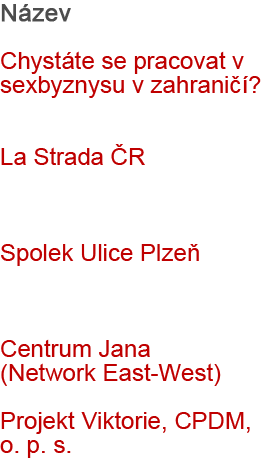 Název
Chystáte se pracovat v
sexbyznysu v zahraničí?
La Strada ČR
Spolek Ulice Plzeň
Centrum Jana
(Network East-West)
Projekt Viktorie, CPDM,
o. p. s.